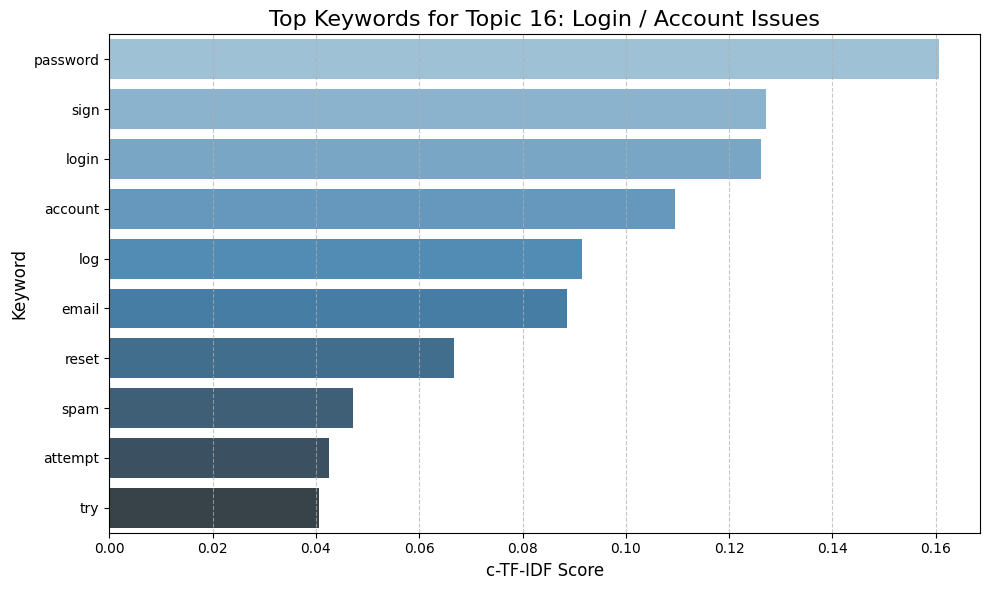 Top Keywords for Topic 16: Login / Account Issues
Keyword
password
sign
login
account
log
email
reset
spam
attempt
try
0.00 0.02 0.04 0.06 0.08 0.10 0.12 0.14 0.16
c-TF-IDF Score